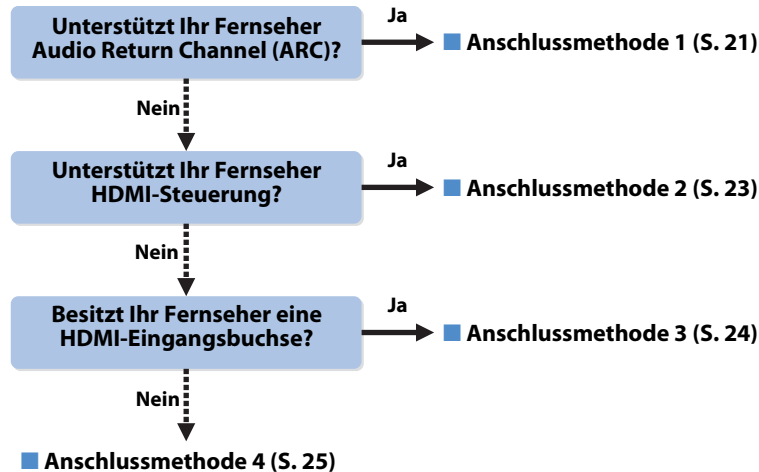 Unterstützt Ihr Fernseher
Audio Return Channel (ARC)?
Ja
■ Anschlussmethode 1 (S. 21)
Nein
Unterstützt Ihr Fernseher
HDMI-Steuerung?
Ja
■ Anschlussmethode 2 (S. 23)
Nein
Besitzt Ihr Fernseher eine
HDMI-Eingangsbuchse?
Ja
■ Anschlussmethode 3 (S. 24)
Nein
■ Anschlussmethode 4 (S. 25)